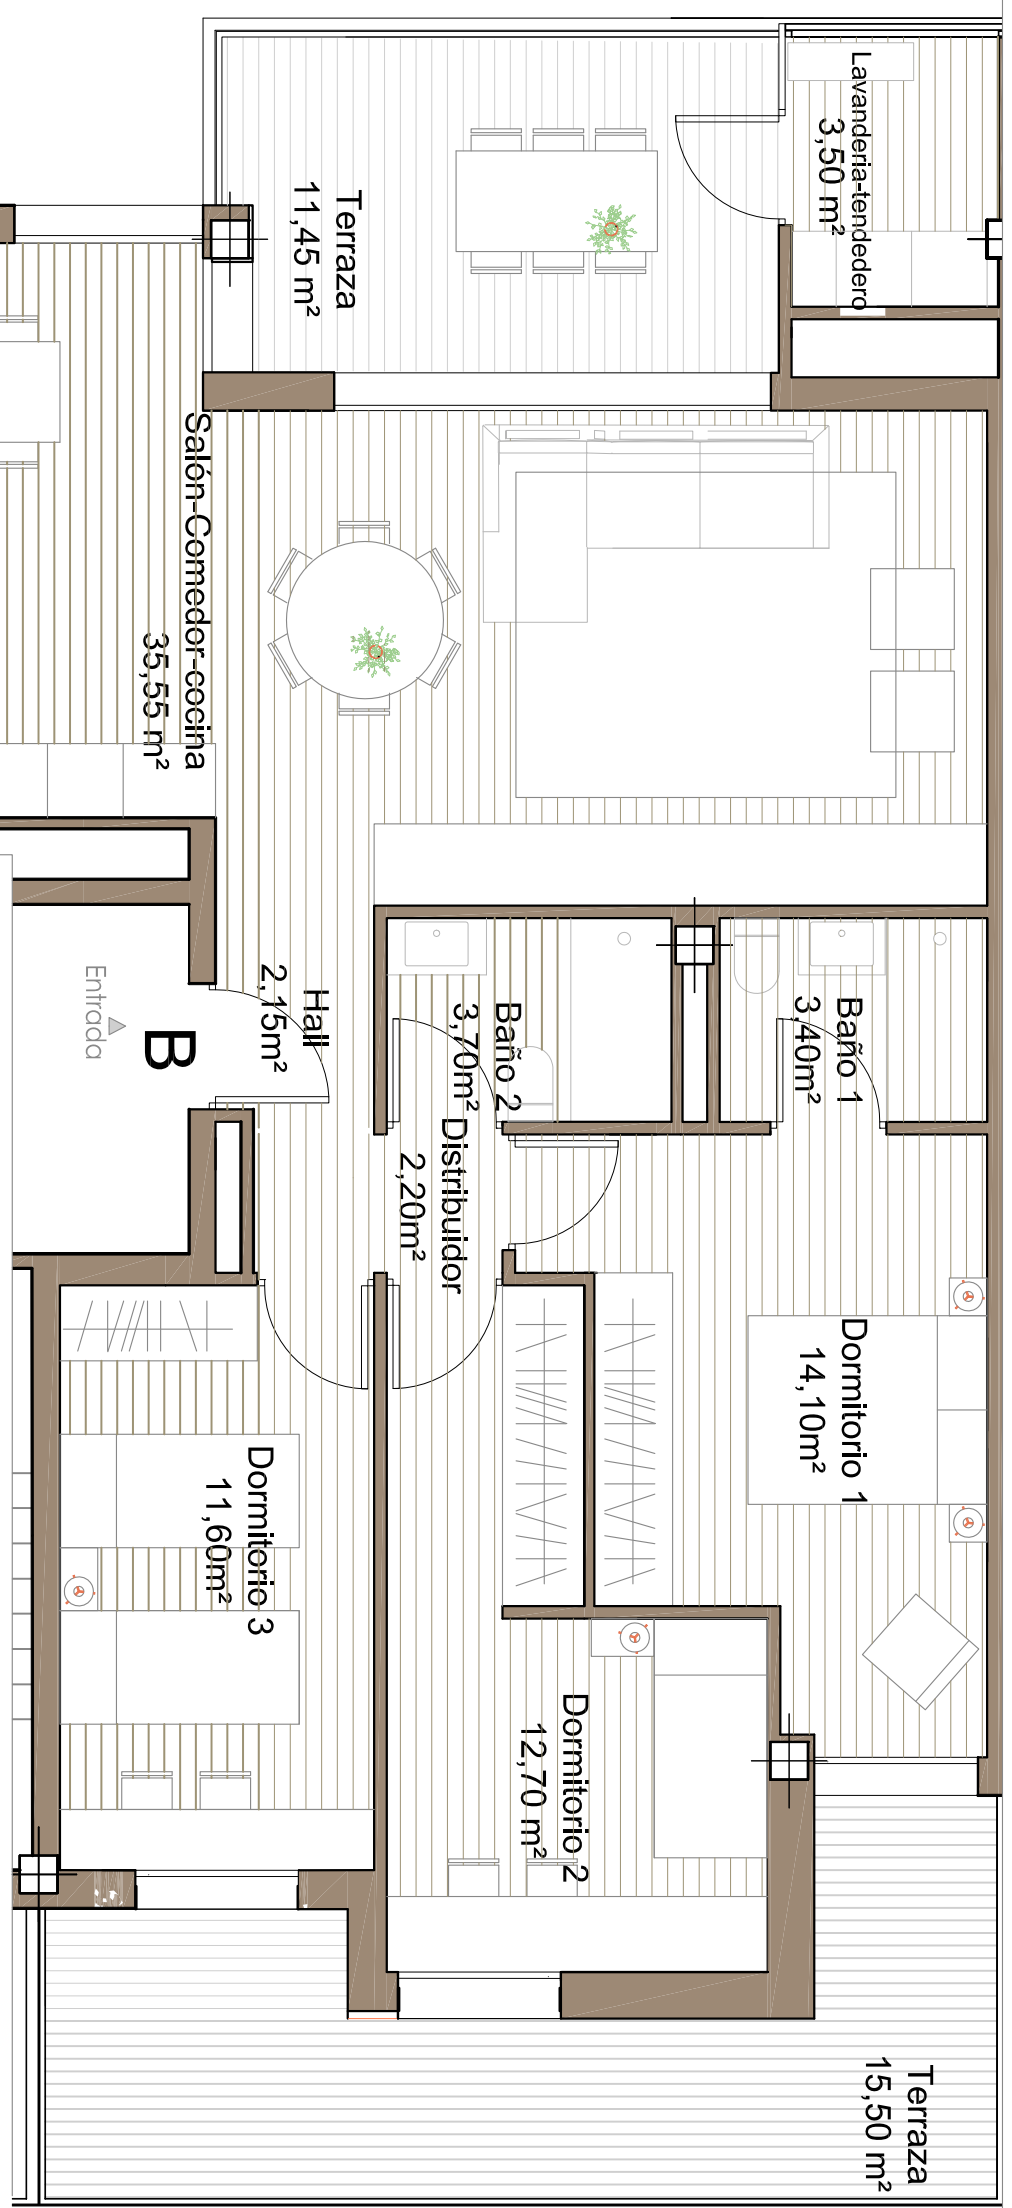 Lavanderia-tendedero
3,50 m²
Terraza
11,45 m²
Salón-Comedor-cocina
35,55 m²
Hall
2,15m²
Entrada
B
Baño 2
3,70m²
Baño 1
3,40m²
Distribuidor
2,20m²
Dormitorio 1
14,10m²
Dormitorio 3
11,60m²
Dormitorio 2
12,70 m²
Terraza
15,50 m²